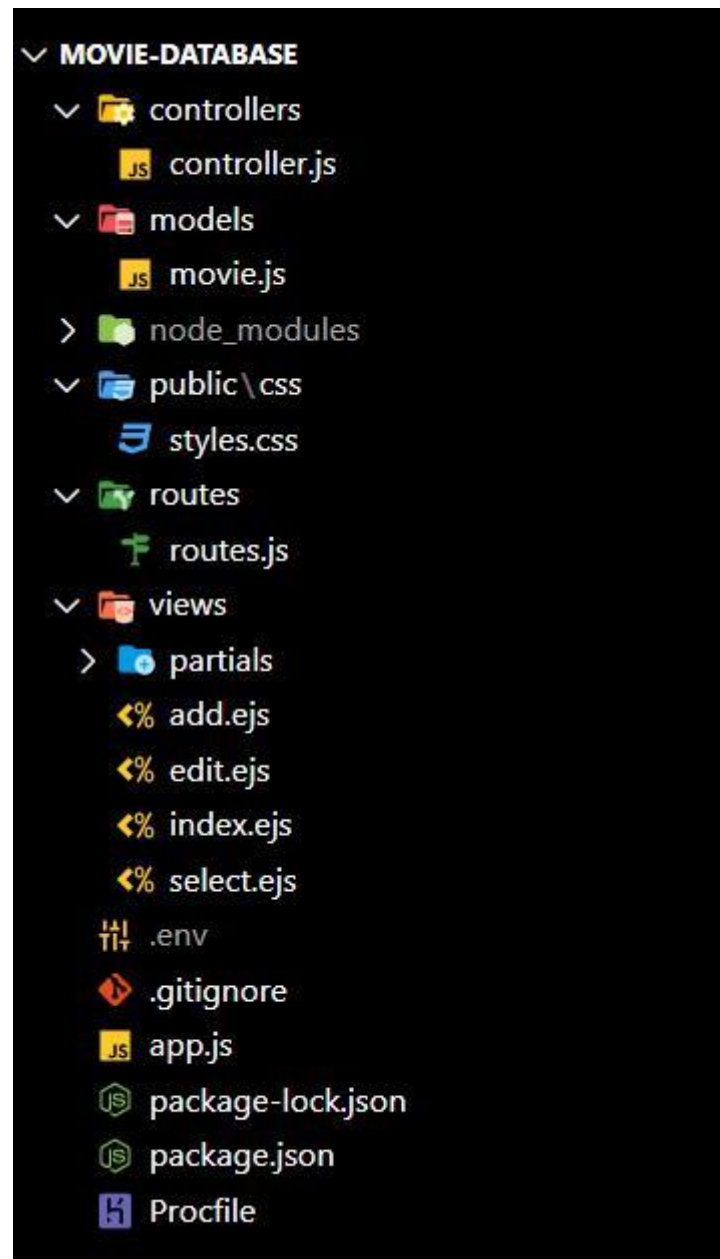 MOVIE-DATABASE
controllers
JS controller.js
models
JS movie.js
node_modules
public\css
styles.css
routes
routes.js
views
partials
<% add.ejs
<% edit.ejs
<% index.ejs
<% select.ejs
.env
.gitignore
JS app.js
JS package-lock.json
JS package.json
Procfile